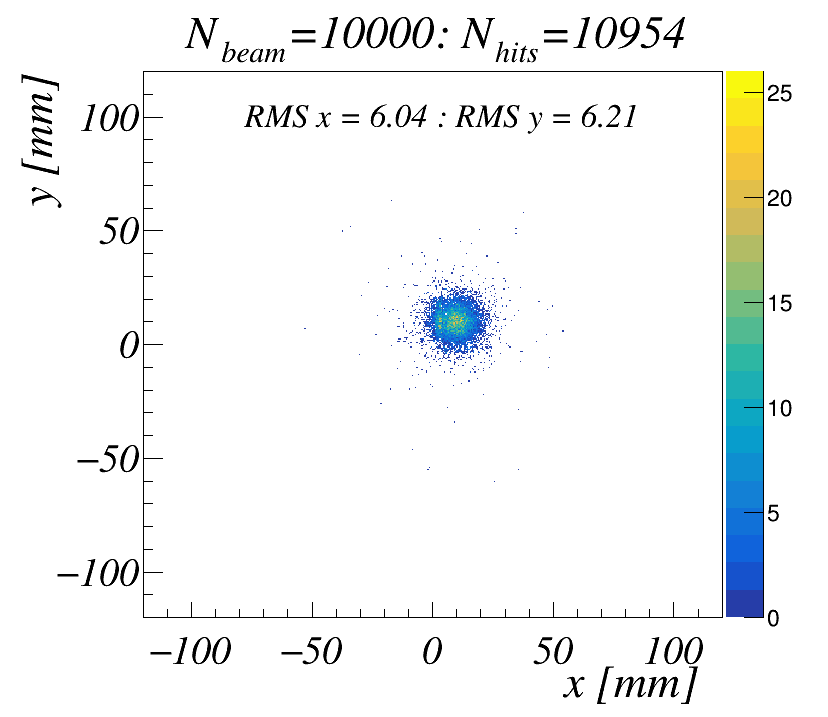 N_beam=10000: N_hits=10954
RMS x = 6.04 : RMS y = 6.21
y [mm]
100
50
0
−50
−100
−100 −50 0 50 100
x [mm]
25
20
15
10
5
0